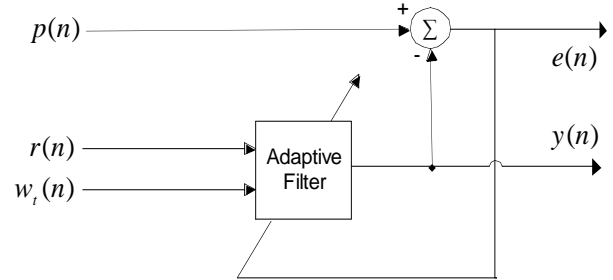 p(n)
+
Σ
-
e(n)
r(n)
w_t(n)
Adaptive
Filter
y(n)